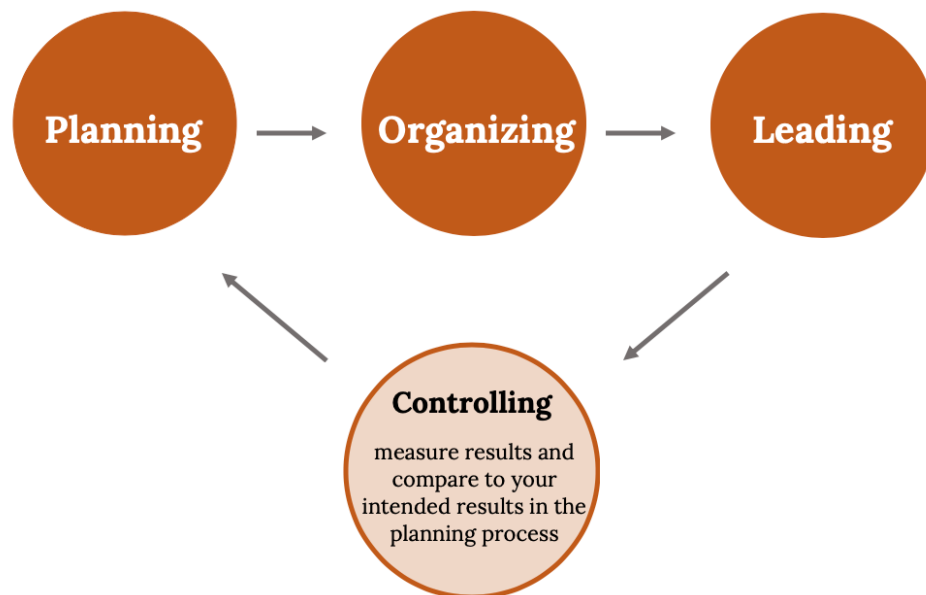 Planning
Organizing
Leading
Controlling
measure results and
compare to your
intended results in the
planning process